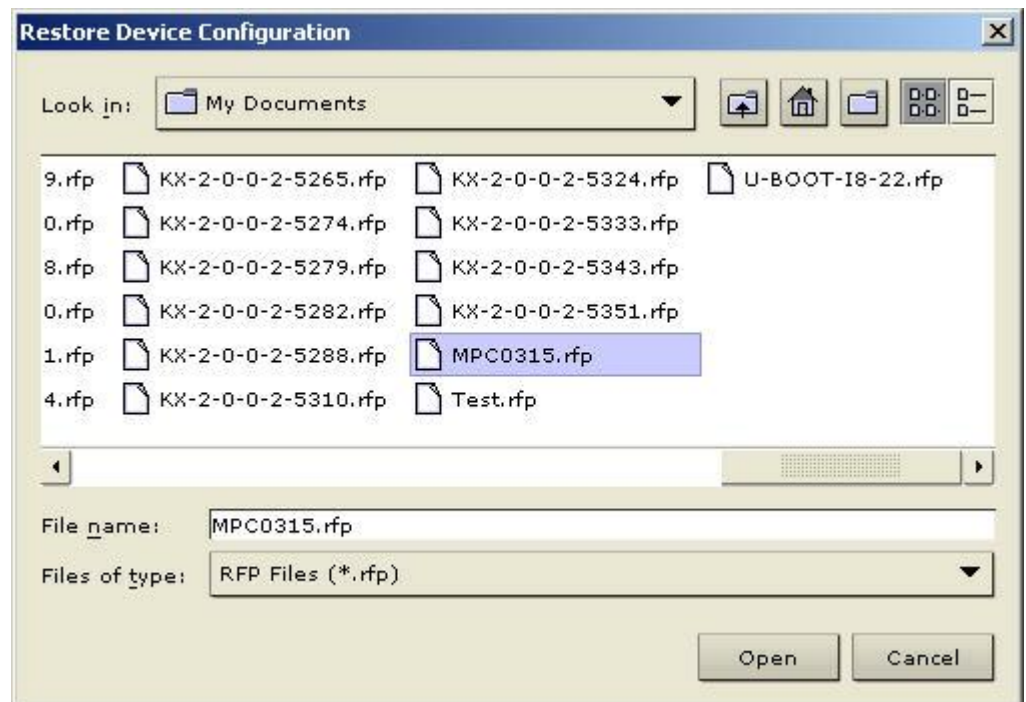 Restore Device Configuration
Look in: My Documents
9.rfp KX-2-0-0-2-5265.rfp KX-2-0-0-2-5324.rfp U-BOOT-I8-22.rfp
0.rfp KX-2-0-0-2-5274.rfp KX-2-0-0-2-5333.rfp
8.rfp KX-2-0-0-2-5279.rfp KX-2-0-0-2-5343.rfp
0.rfp KX-2-0-0-2-5282.rfp KX-2-0-0-2-5351.rfp
1.rfp KX-2-0-0-2-5288.rfp MPC0315.rfp
4.rfp KX-2-0-0-2-5310.rfp Test.rfp
File name: MPC0315.rfp
Files of type: RFP Files (*.rfp)
Open Cancel